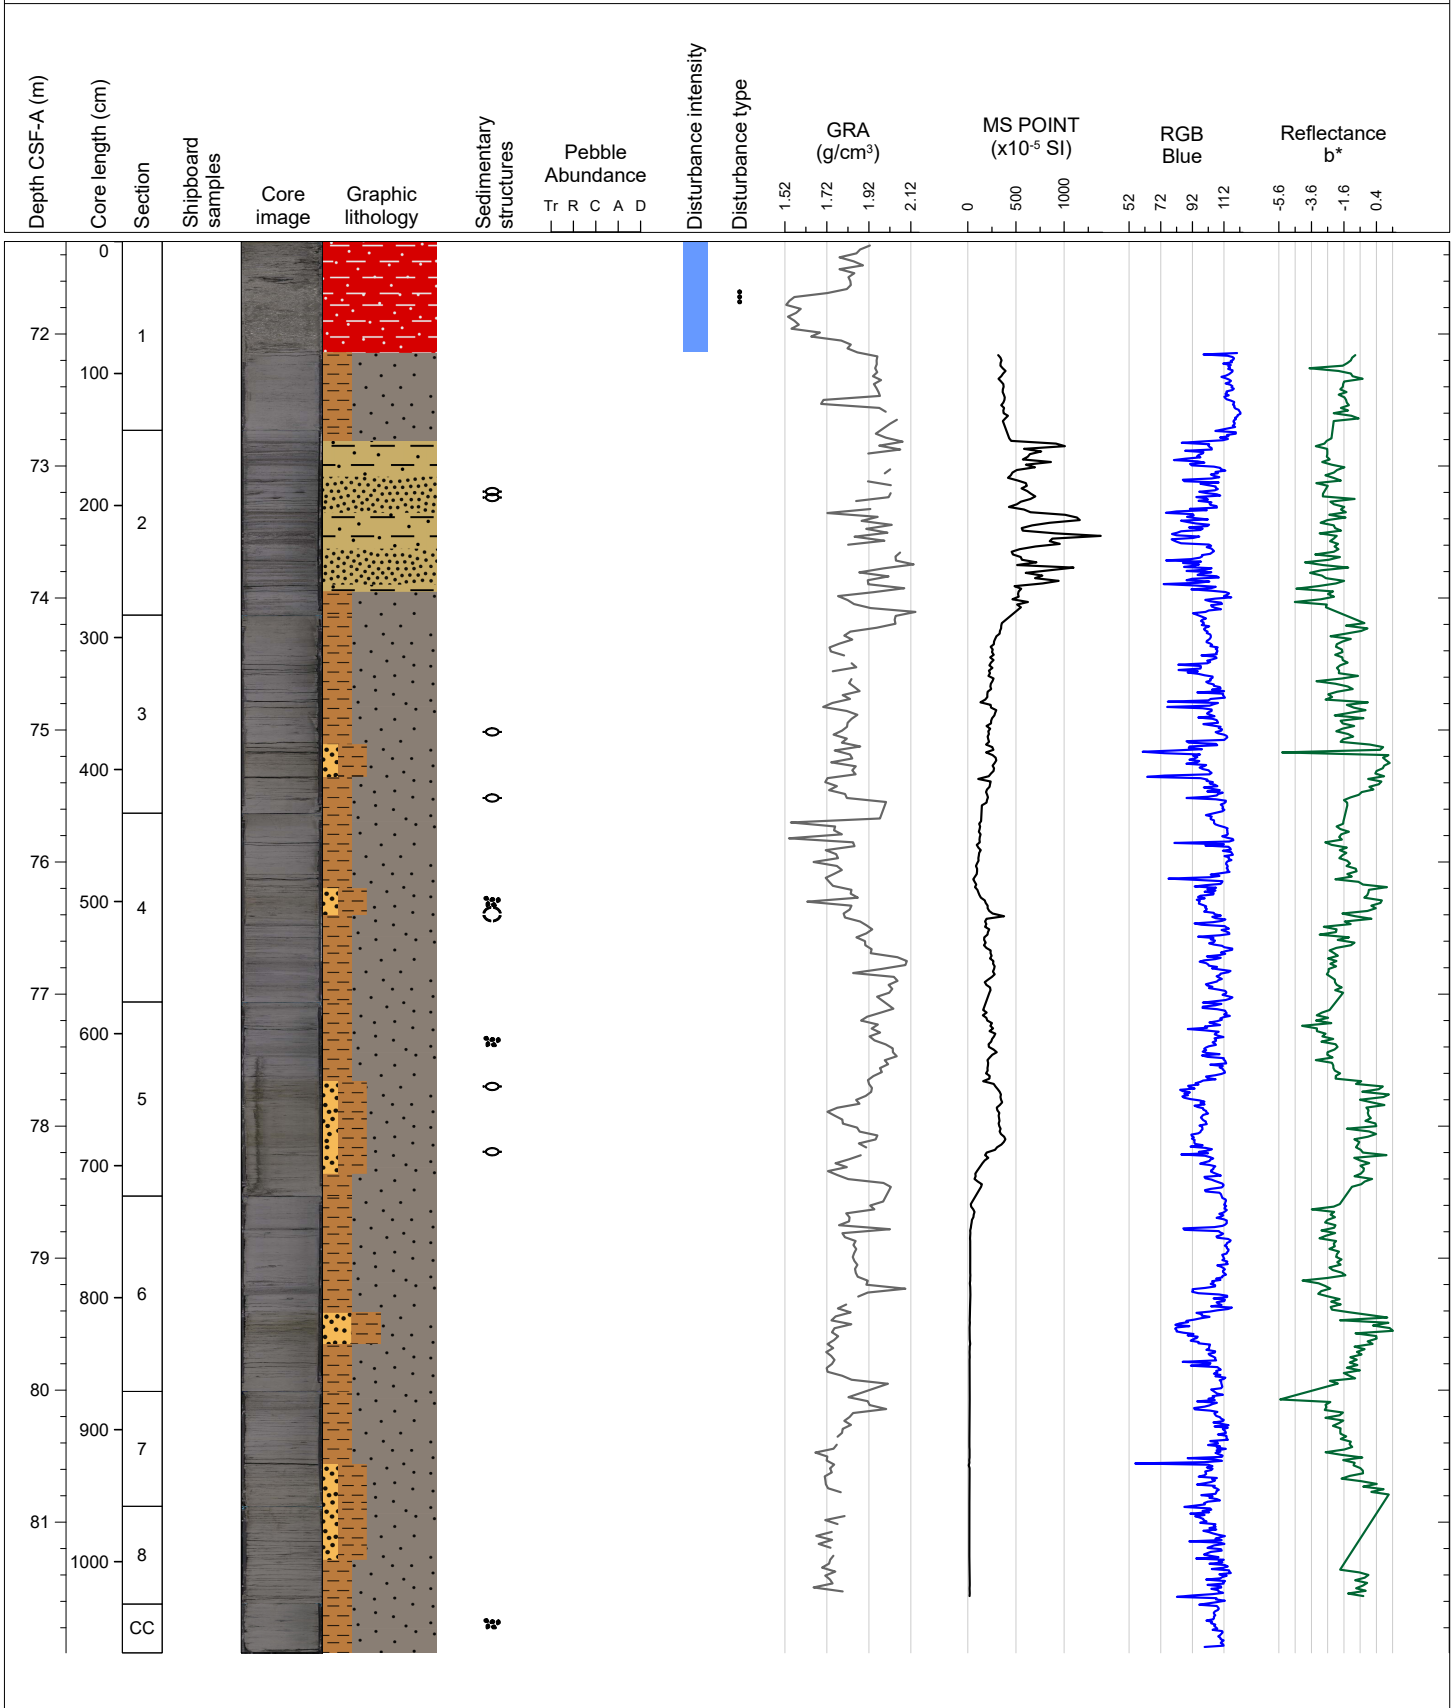 Depth CSF-A (m)
Core length (cm)
Section
Shipboard
samples
Core
image
Graphic
lithology
Sedimentary
structures
Pebble
Abundance
Tr R C A D
Disturbance intensity
Disturbance type
GRA
(g/cm³)
1.52 1.72 1.92 2.12
MS POINT
(x10⁻⁵ SI)
0 500 1000
RGB
Blue
52 72 92 112
Reflectance
b*
-5.6 -3.6 -1.6 0.4
0
72
1
100
73
200
2
74
300
3
75
400
76
500
4
77
600
5
78
700
79
6
800
80
900
7
81
8
1000
CC